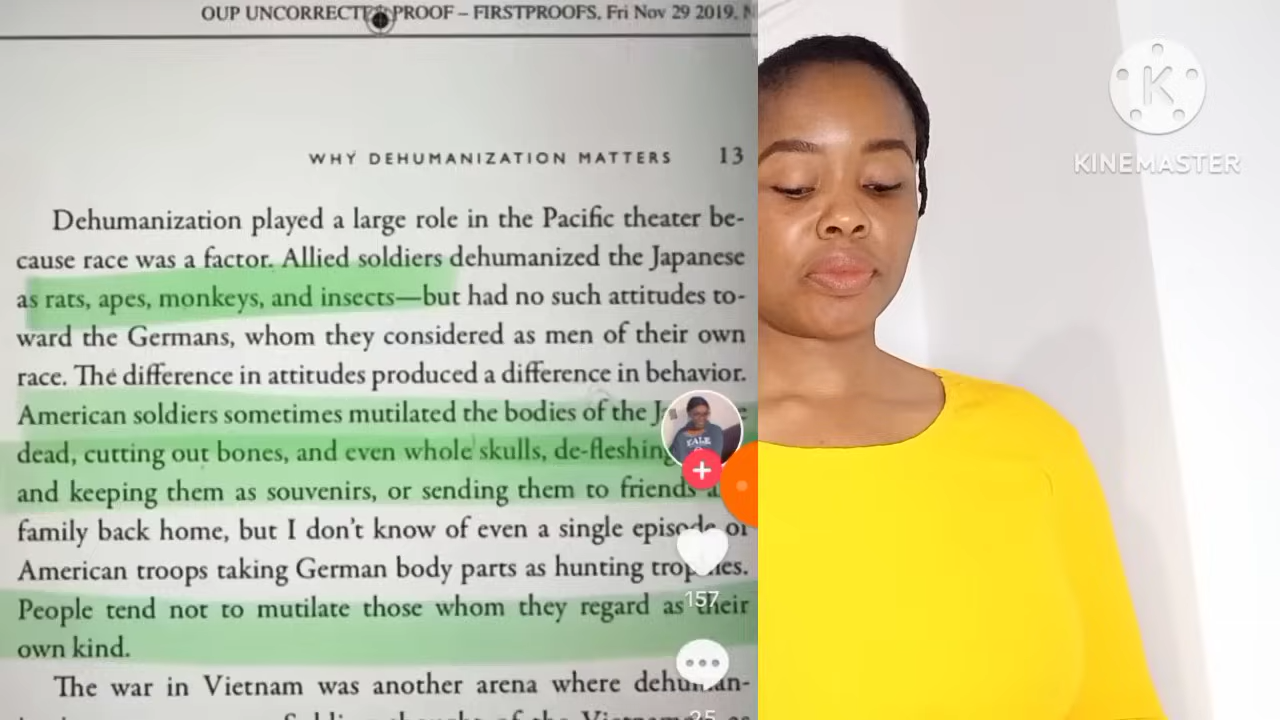 OUP UNCORRECTED PROOF – FIRSTPROOFS, Fri Nov 29 2019,
WHY DEHUMANIZATION MATTERS 13
Dehumanization played a large role in the Pacific theater be-
cause race was a factor. Allied soldiers dehumanized the Japanese
as rats, apes, monkeys, and insects—but had no such attitudes to-
ward the Germans, whom they considered as men of their own
race. The difference in attitudes produced a difference in behavior.
American soldiers sometimes mutilated the bodies of the
dead, cutting out bones, and even whole skulls, de-fleshing
and keeping them as souvenirs, or sending them to friends
family back home, but I don't know of even a single episode of
American troops taking German body parts as hunting trophies.
People tend not to mutilate those whom they regard as their
own kind.
The war in Vietnam was another arena where dehuman-
YALE
157
25
K
KINEMASTER